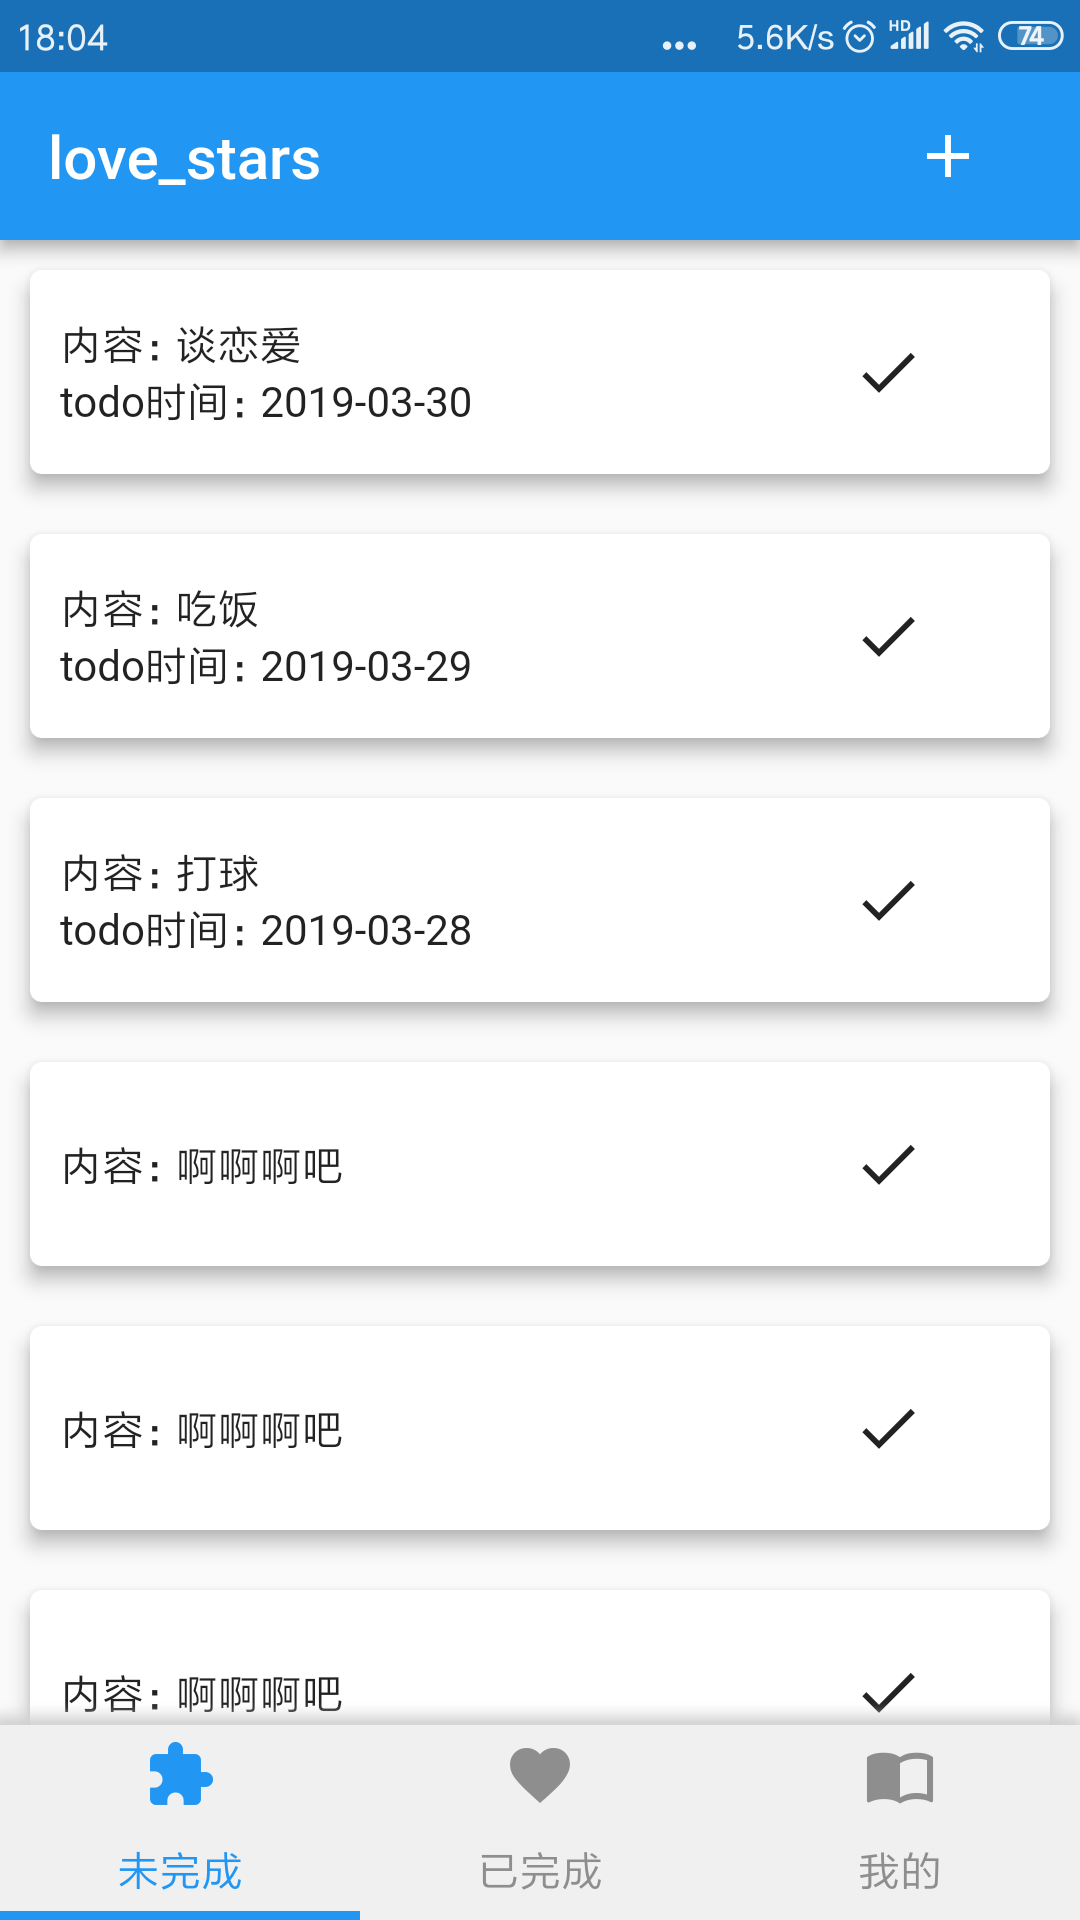 18:04 ... 5.6K/s HD 74
love_stars
内容：谈恋爱
todo时间：2019-03-30
内容：吃饭
todo时间：2019-03-29
内容：打球
todo时间：2019-03-28
内容：啊啊啊吧
内容：啊啊啊吧
内容：啊啊啊吧
未完成 已完成 我的